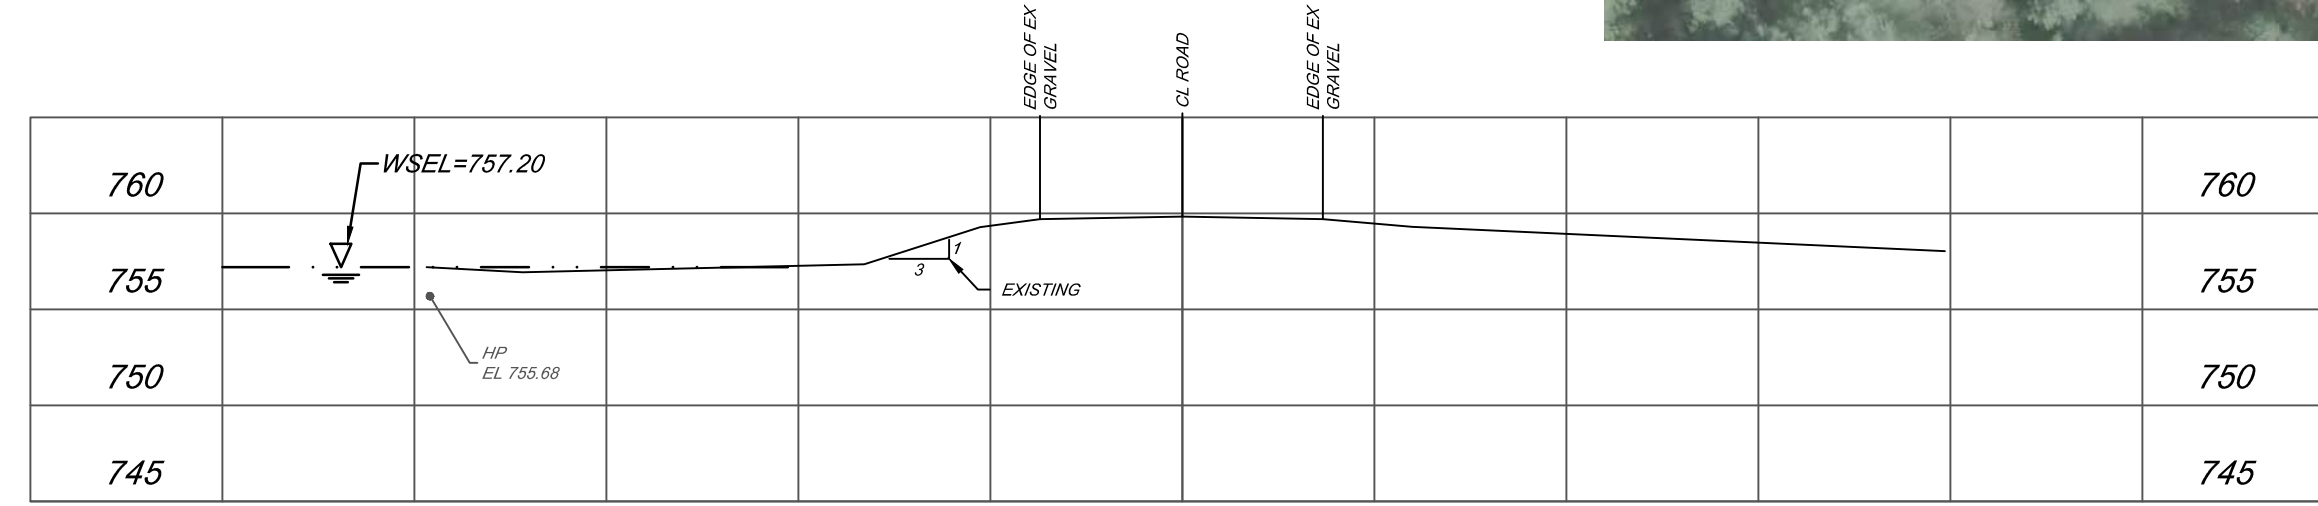 EDGE OF EX
GRAVEL
CL ROAD
EDGE OF EX
GRAVEL
WSEL=757.20
760
760
1
755
3
755
EXISTING
HP
EL 755.68
750
750
745
745